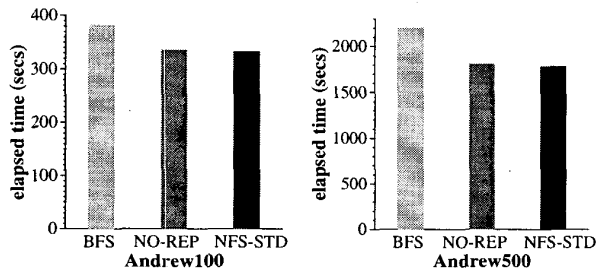 elapsed time (secs)
400
300
200
100
0
BFS NO-REP NFS-STD
Andrew100
elapsed time (secs)
2000
1500
1000
500
0
BFS NO-REP NFS-STD
Andrew500